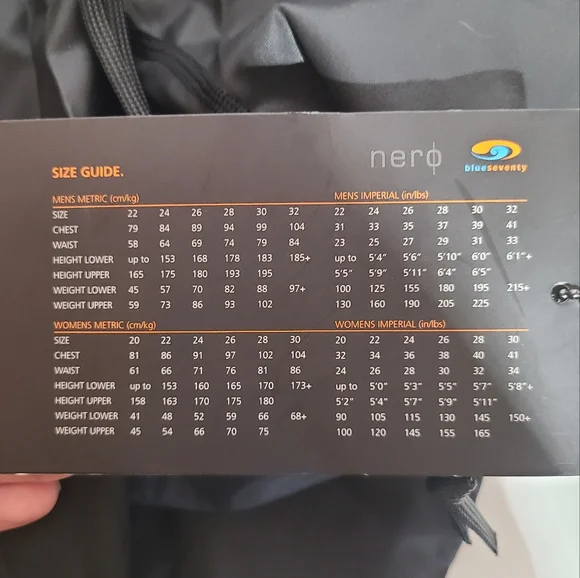 nero
blueseventy
SIZE GUIDE.
MENS METRIC (cm/kg)
SIZE 22 24 26 28 30 32
CHEST 79 84 89 94 99 104
WAIST 58 64 69 74 79 84
HEIGHT LOWER up to 153 168 178 183 185+
HEIGHT UPPER 165 175 180 193 195
WEIGHT LOWER 45 57 70 82 88 97+
WEIGHT UPPER 59 73 86 93 102
MENS IMPERIAL (in/lbs)
22 24 26 28 30 32
31 33 35 37 39 41
23 25 27 29 31 33
up to 5'4" 5'6" 5'10" 6'0" 6'1"+
5'5" 5'9" 5'11" 6'4" 6'5"
100 125 155 180 195 215+
130 160 190 205 225
WOMENS METRIC (cm/kg)
SIZE 20 22 24 26 28 30
CHEST 81 86 91 97 102 104
WAIST 61 66 71 76 81 86
HEIGHT LOWER up to 153 160 165 170 173+
HEIGHT UPPER 158 163 170 175 180
WEIGHT LOWER 41 48 52 59 66 68+
WEIGHT UPPER 45 54 66 70 75
WOMENS IMPERIAL (in/lbs)
20 22 24 26 28 30
32 34 36 38 40 41
24 26 28 30 32 34
up to 5'0" 5'3" 5'5" 5'7" 5'8"+
5'2" 5'4" 5'7" 5'9" 5'11"
90 105 115 130 145 150+
100 120 145 155 165